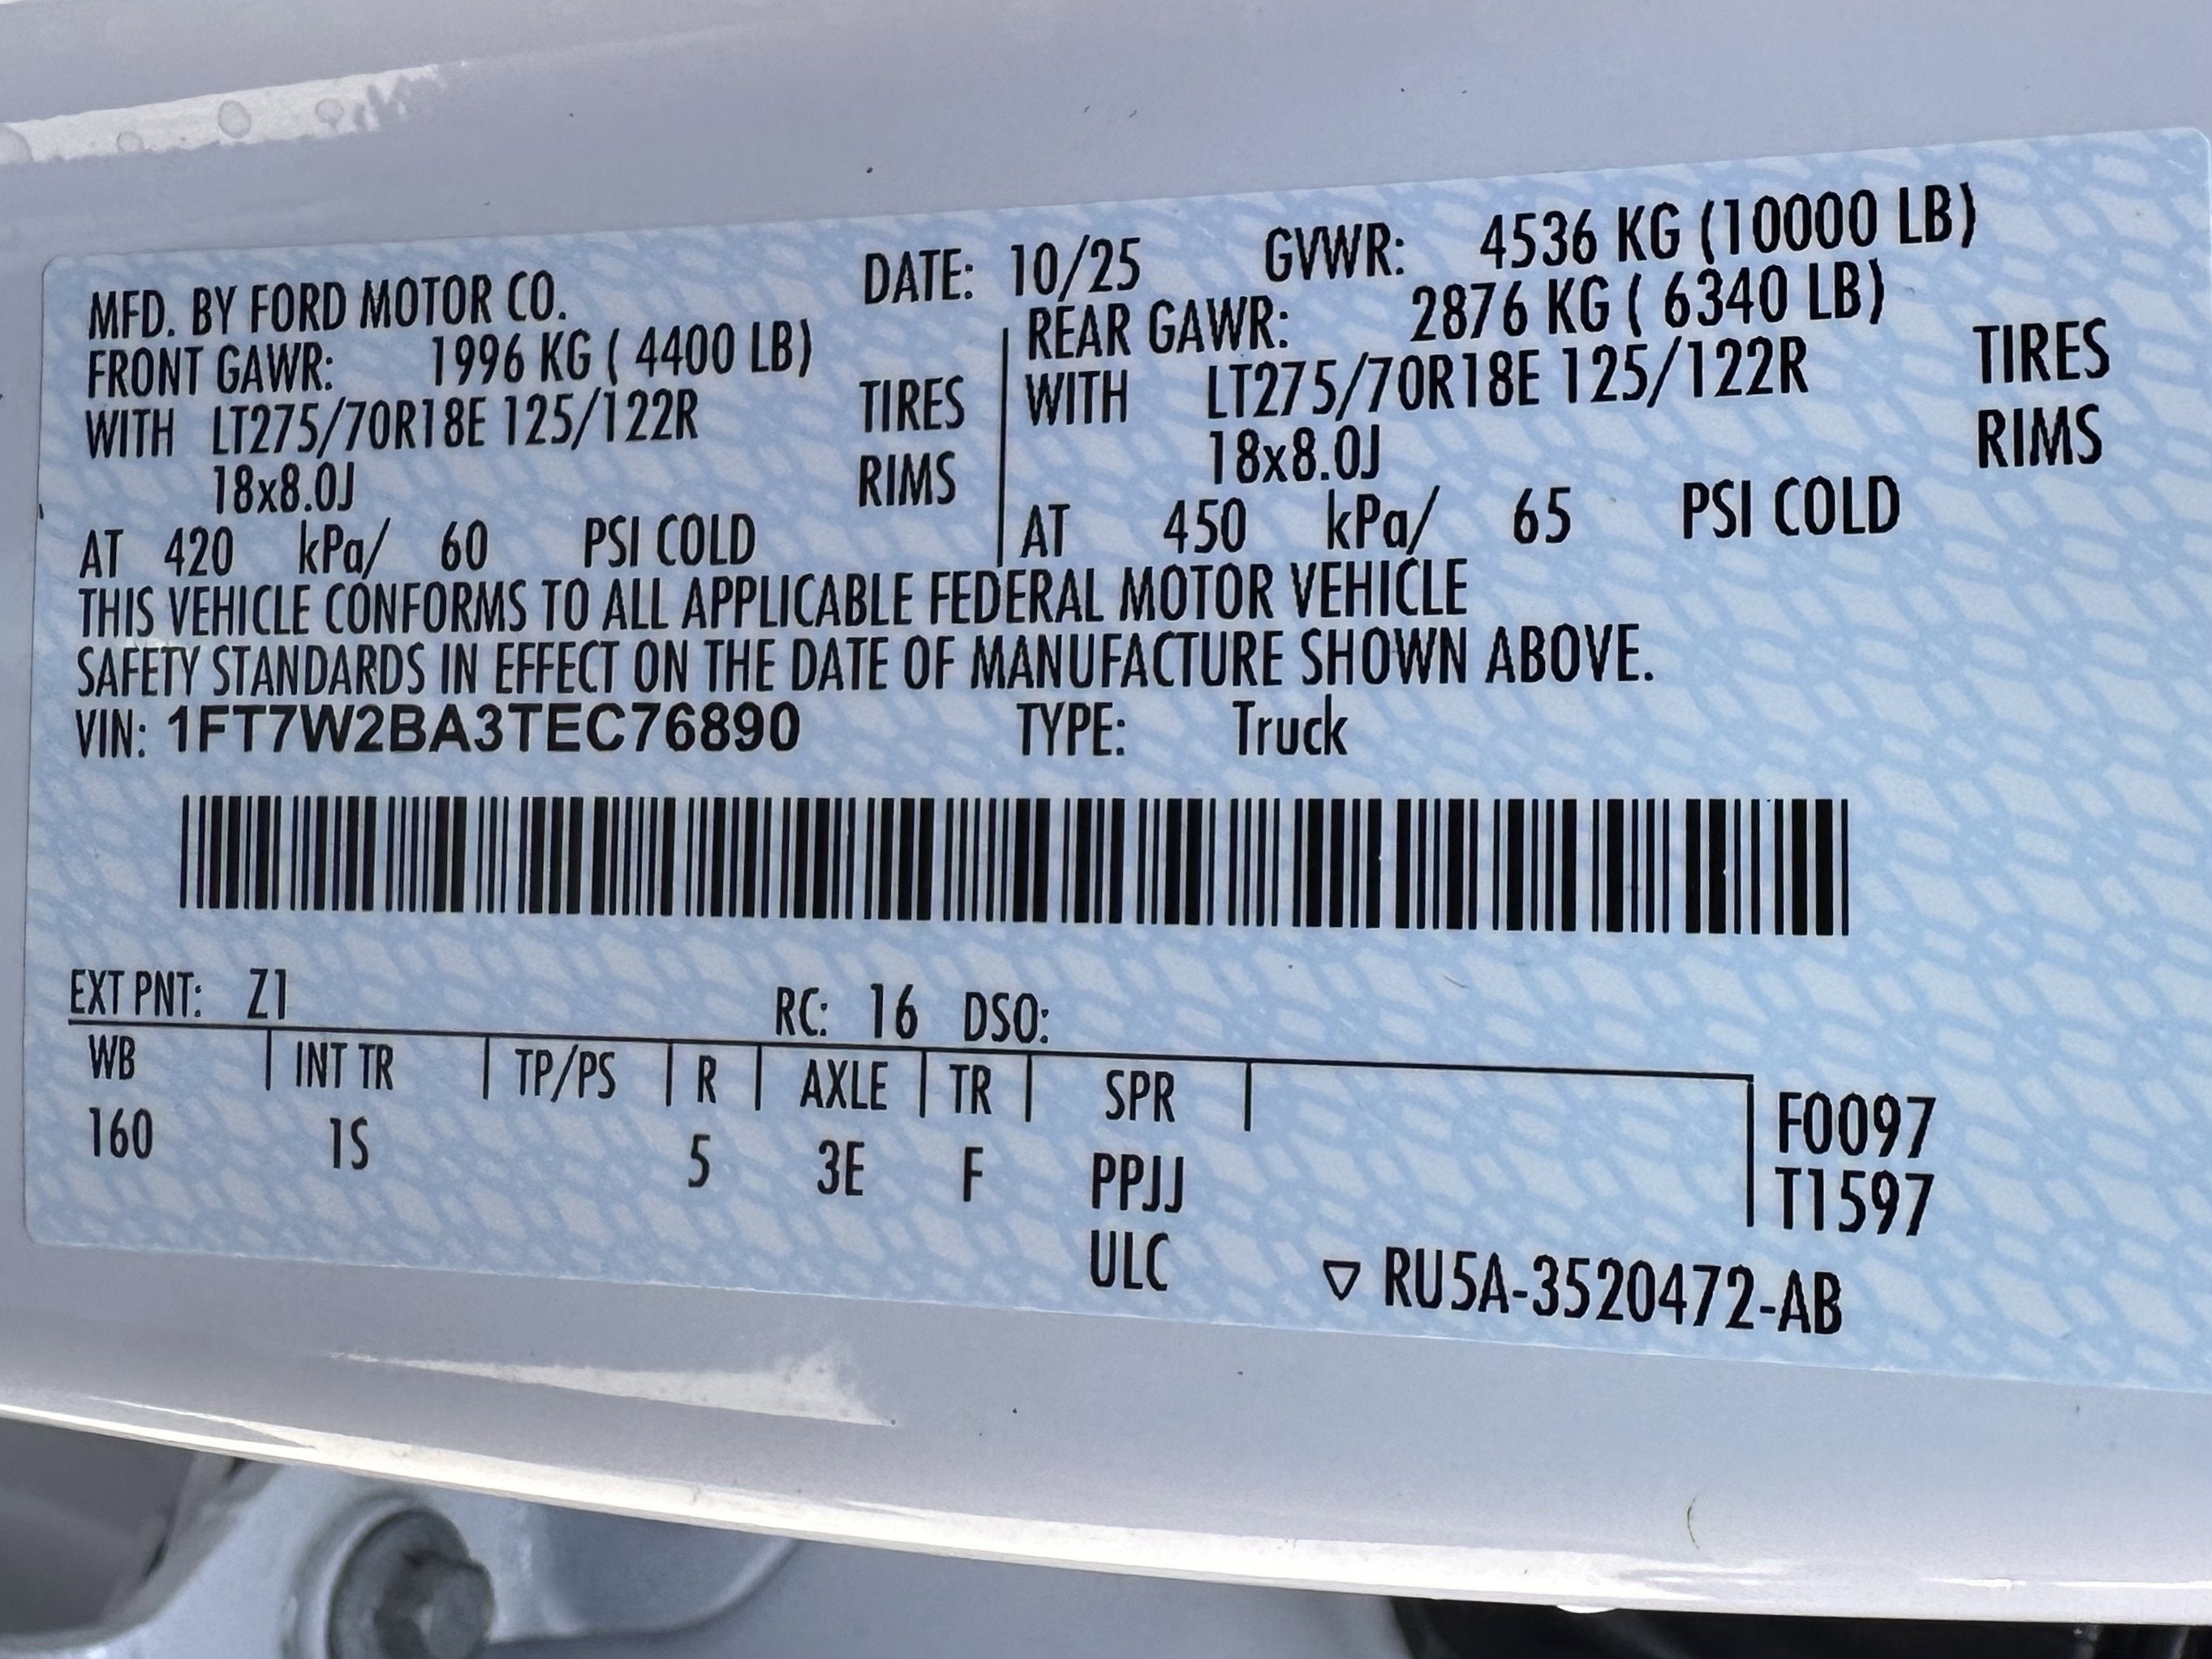 MFD. BY FORD MOTOR CO. DATE: 10/25 GVWR: 4536 KG (10000 LB)
FRONT GAWR: 1996 KG ( 4400 LB) REAR GAWR: 2876 KG ( 6340 LB)
WITH LT275/70R18E 125/122R TIRES WITH LT275/70R18E 125/122R TIRES
18x8.0J RIMS 18x8.0J RIMS
AT 420 kPa/ 60 PSI COLD AT 450 kPa/ 65 PSI COLD
THIS VEHICLE CONFORMS TO ALL APPLICABLE FEDERAL MOTOR VEHICLE
SAFETY STANDARDS IN EFFECT ON THE DATE OF MANUFACTURE SHOWN ABOVE.
VIN: 1FT7W2BA3TEC76890 TYPE: Truck
EXT PNT: Z1 RC: 16 DSO:
WB INT TR TP/PS R AXLE TR SPR F0097
160 1S 5 3E F PPJJ T1597
ULC ▽ RU5A-3520472-AB